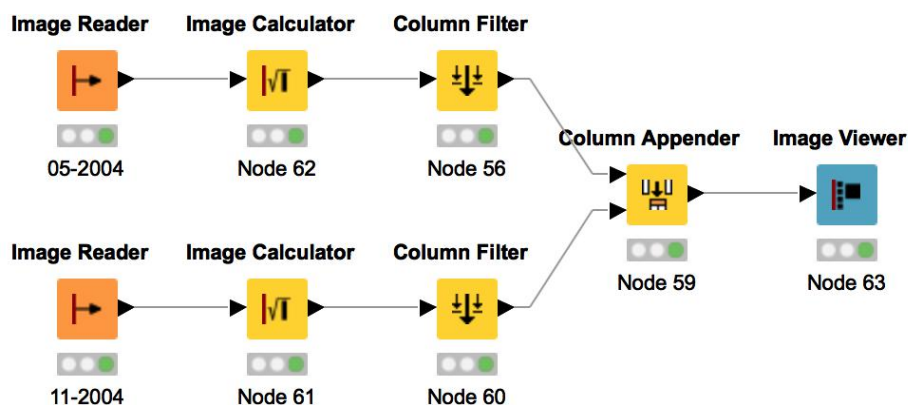 Image Reader
Image Calculator
Column Filter
05-2004
Node 62
Node 56
Column Appender
Image Viewer
Node 59
Node 63
Image Reader
Image Calculator
Column Filter
11-2004
Node 61
Node 60